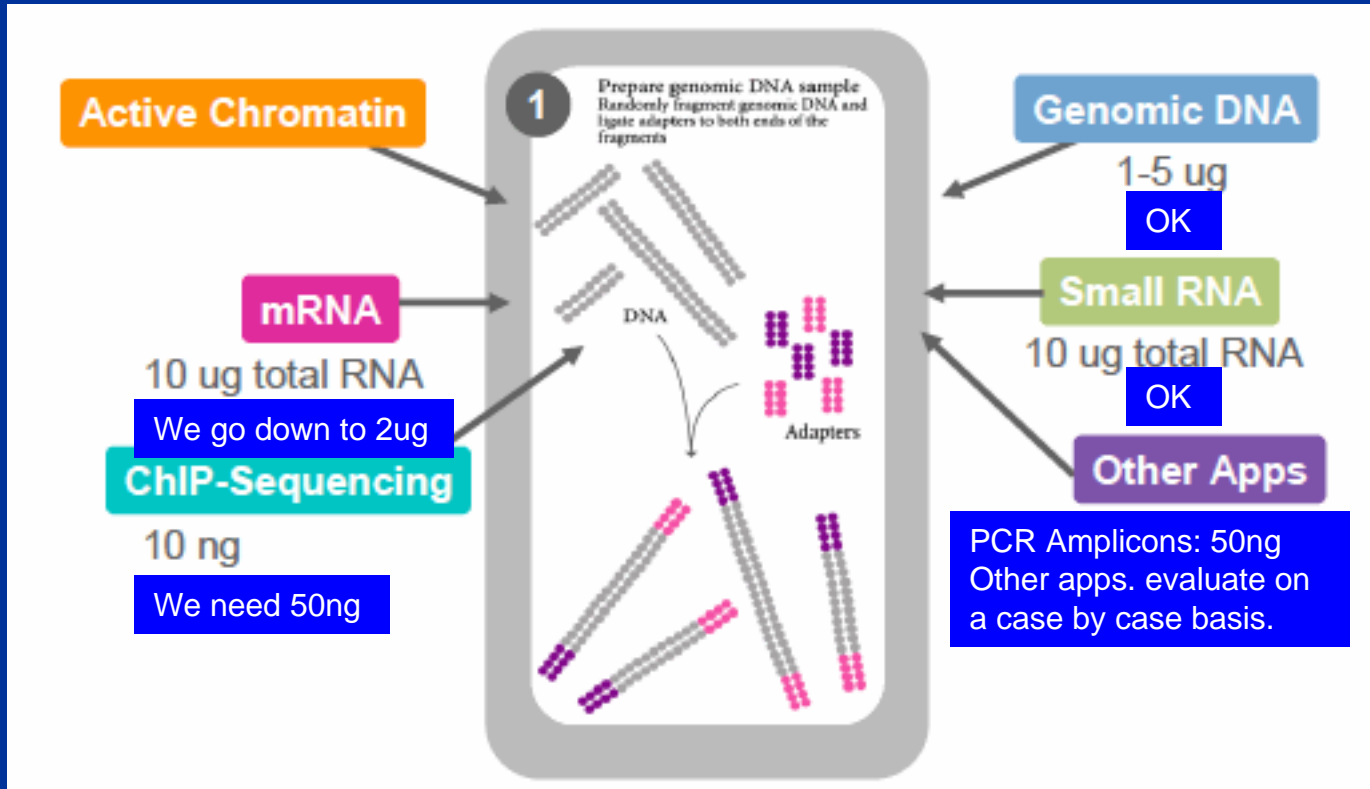 Active Chromatin
mRNA
10 ug total RNA
We go down to 2ug
ChIP-Sequencing
10 ng
We need 50ng
1
Prepare genomic DNA sample
Randomly fragment genomic DNA and
ligate adapters to both ends of the
fragments
DNA
Adapters
Genomic DNA
1-5 ug
OK
Small RNA
10 ug total RNA
OK
Other Apps
PCR Amplicons: 50ng
Other apps. evaluate on
a case by case basis.